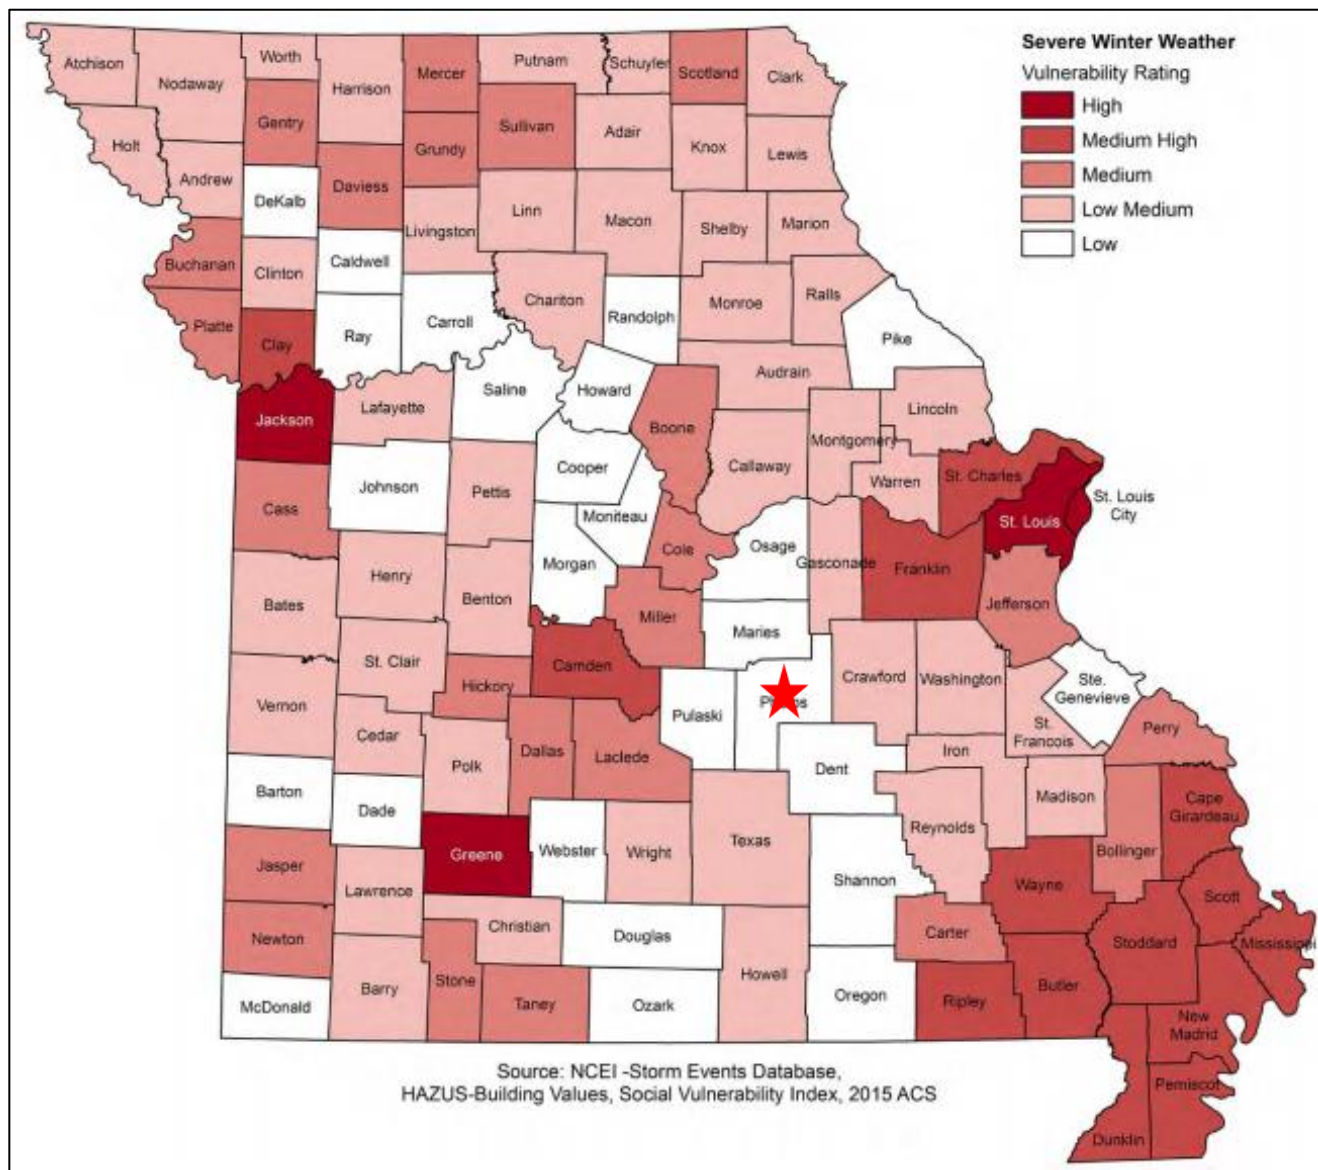 Severe Winter Weather
Vulnerability Rating
High
Medium High
Medium
Low Medium
Low
Atchison
Nodaway
Worth
Harrison
Mercer
Putnam
Schuyler
Scotland
Clark
Holt
Andrew
Gentry
DeKalb
Daviess
Grundy
Sullivan
Adair
Knox
Lewis
Buchanan
Clinton
Caldwell
Livingston
Linn
Macon
Shelby
Marion
Platte
Clay
Ray
Carroll
Chariton
Randolph
Monroe
Ralls
Pike
Jackson
Lafayette
Saline
Howard
Boone
Audrain
Callaway
Montgomery
Lincoln
Warren
St. Charles
St. Louis
St. Louis
City
Cass
Johnson
Pettis
Cooper
Moniteau
Morgan
Cole
Osage
Gasconade
Franklin
Jefferson
Bates
Henry
Benton
Miller
Maries
Camden
St. Clair
Hickory
Pulaski
Crawford
Washington
Ste.
Genevieve
St.
Francois
Perry
Vernon
Cedar
Polk
Dallas
Laclede
Dent
Iron
Madison
Cape
Girardeau
Barton
Dade
Greene
Webster
Wright
Texas
Reynolds
Bollinger
Jasper
Lawrence
Shannon
Wayne
Scott
Newton
Christian
Douglas
Howell
Carter
Stoddard
Mississippi
McDonald
Barry
Stone
Taney
Ozark
Oregon
Ripley
Butler
New
Madrid
Pemiscot
Dunklin
Source: NCEI -Storm Events Database,
HAZUS-Building Values, Social Vulnerability Index, 2015 ACS